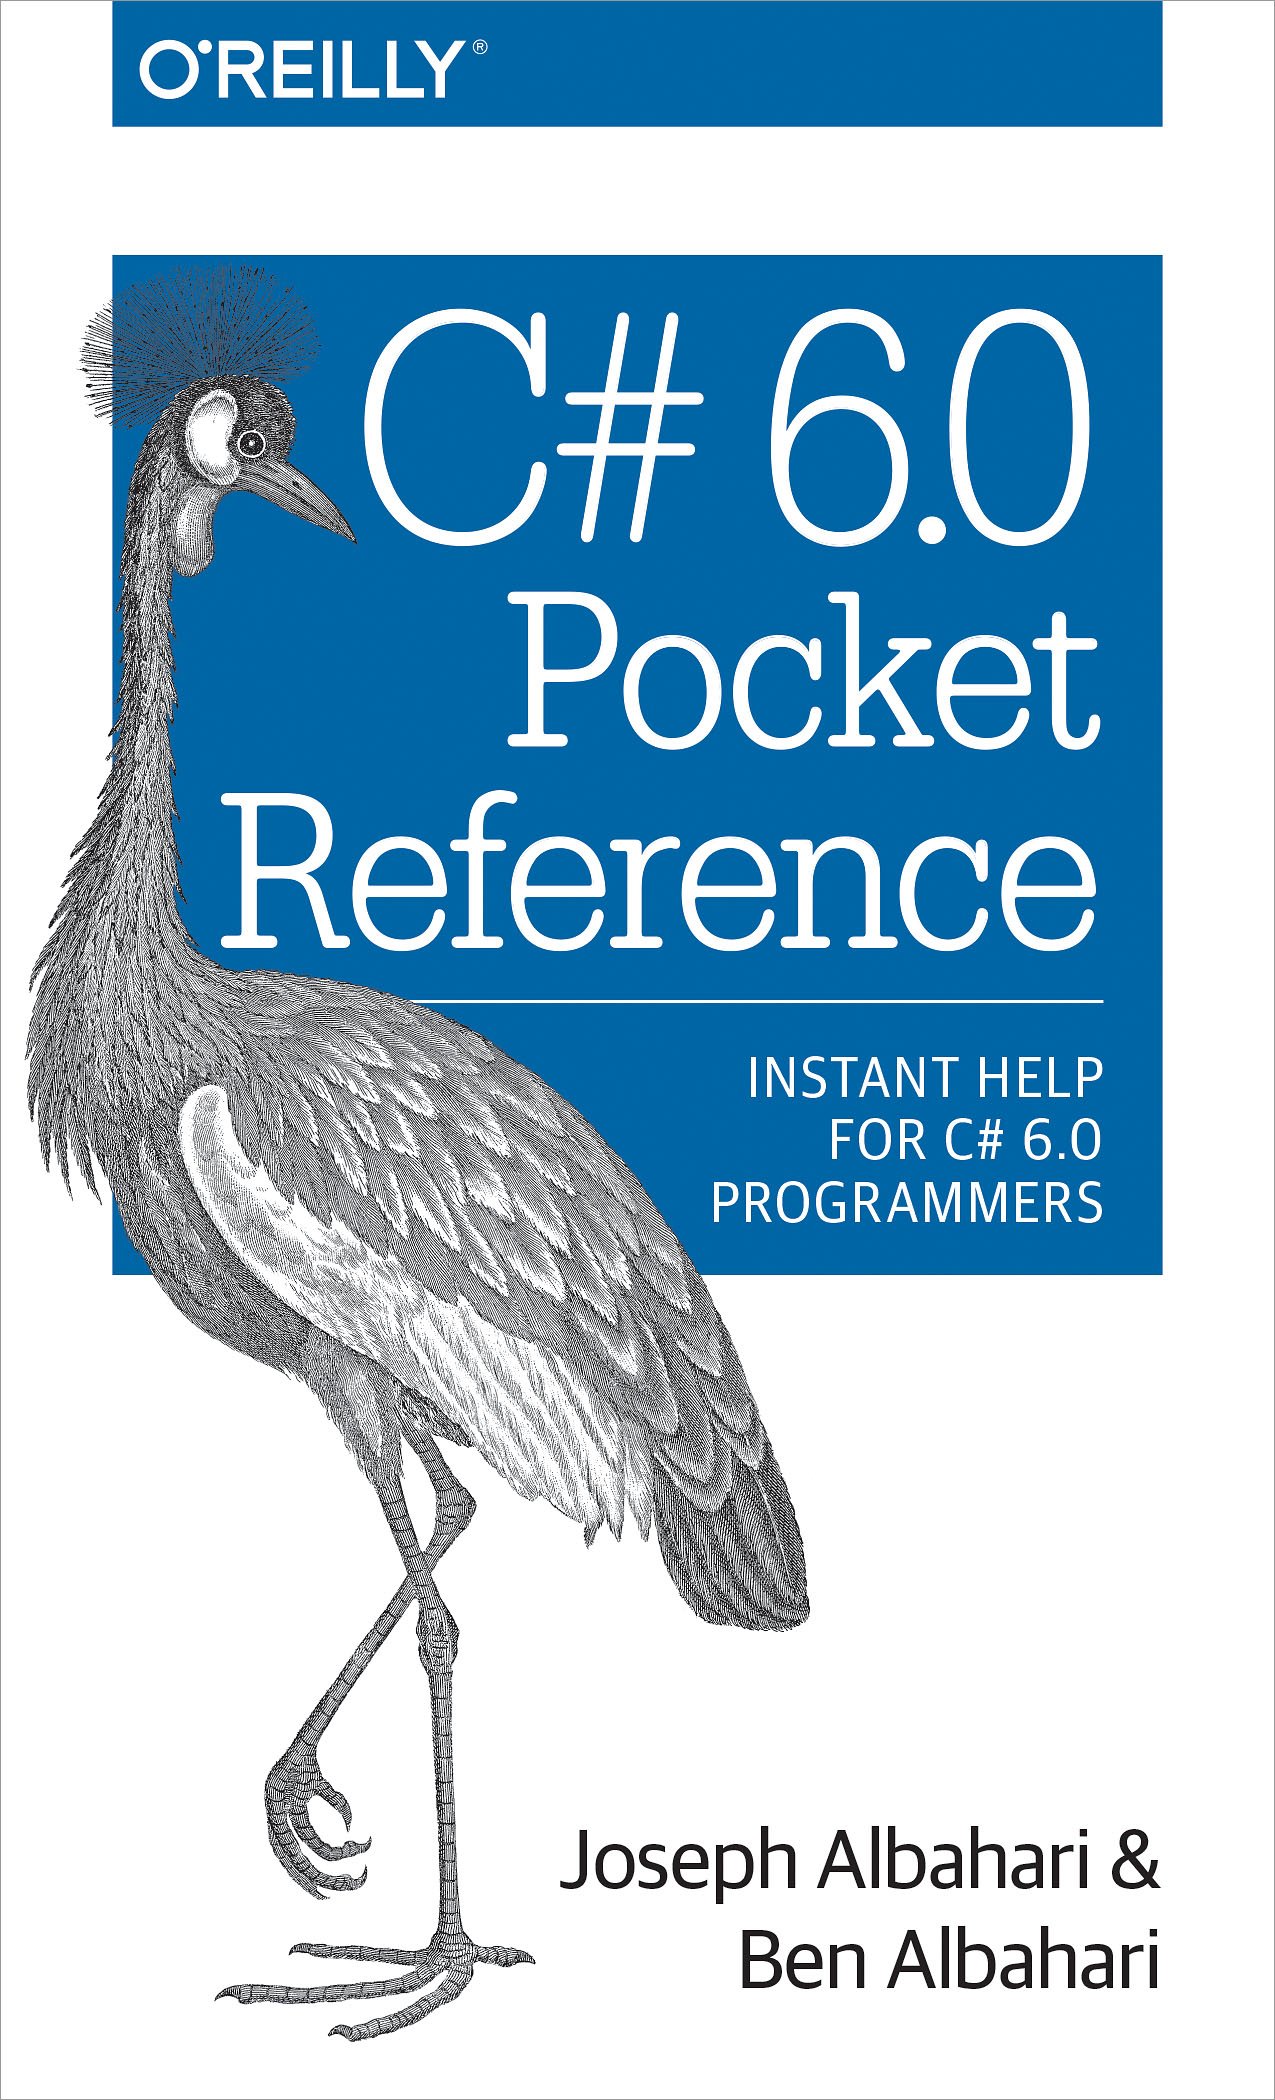 O'REILLY®
C# 6.0
Pocket
Reference
INSTANT HELP
FOR C# 6.0
PROGRAMMERS
Joseph Albahari &
Ben Albahari